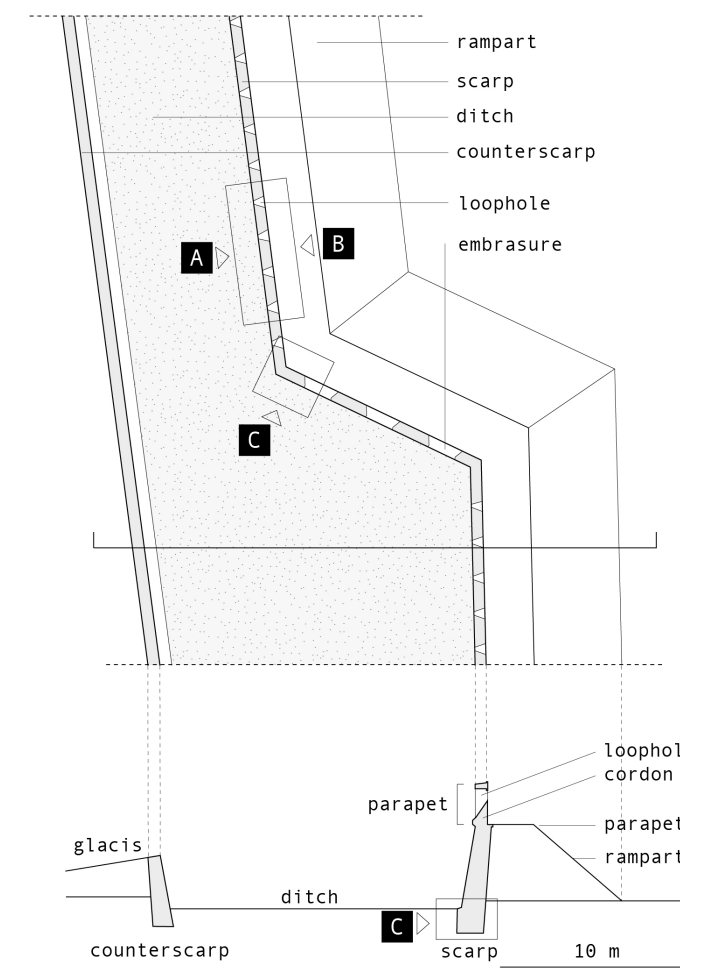 rampart
scarp
ditch
counterscarp
loophole
embrasure
A
B
C
loophol
cordon
parapet
parapet
rampart
glacis
ditch
C
counterscarp
scarp
10 m